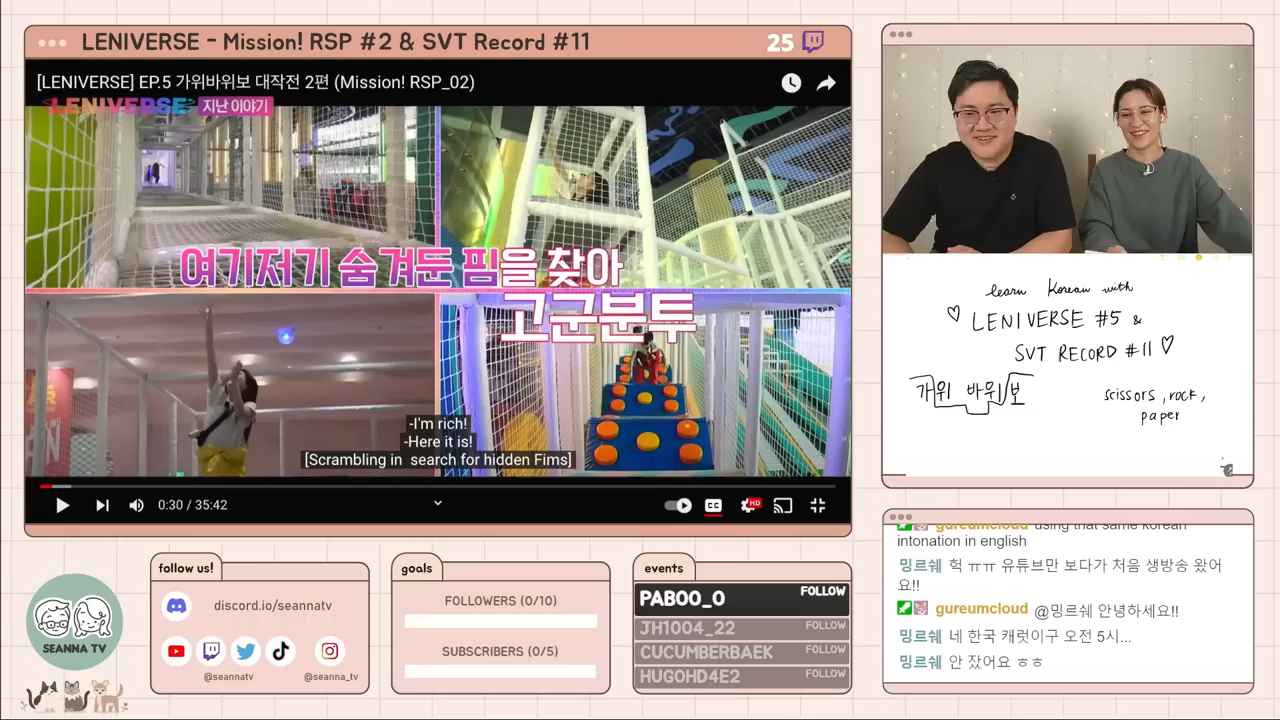 LENIVERSE - Mission! RSP #2 & SVT Record #11
25
[LENIVERSE] EP.5 가위바위보 대작전 2편 (Mission! RSP_02)
LENIVERSE 지난 이야기
여기저기 숨겨둔 핌을 찾아
고군분투
-I'm rich!
-Here it is!
[Scrambling in search for hidden Fims]
0:30 / 35:42
CC
HD
learn Korean with
LENIVERSE #5 &
SVT RECORD #11
가위 바위 보
scissors, rock,
paper
gureumcloud using that same korean
intonation in english
밍르쉐 헉 ㅠㅠ 유튜브만 보다가 처음 생방송 왔어
요!!
gureumcloud @밍르쉐 안녕하세요!!
밍르쉐 네 한국 캐럿이구 오전 5시...
밍르쉐 안 잤어요 ㅎㅎ
SEANNA TV
follow us!
discord.io/seannatv
@seannatv
@seanna_tv
goals
FOLLOWERS (0/10)
SUBSCRIBERS (0/5)
events
PABOO_0 FOLLOW
JH1004_22 FOLLOW
CUCUMBERBAEK FOLLOW
HUGOHD4E2 FOLLOW